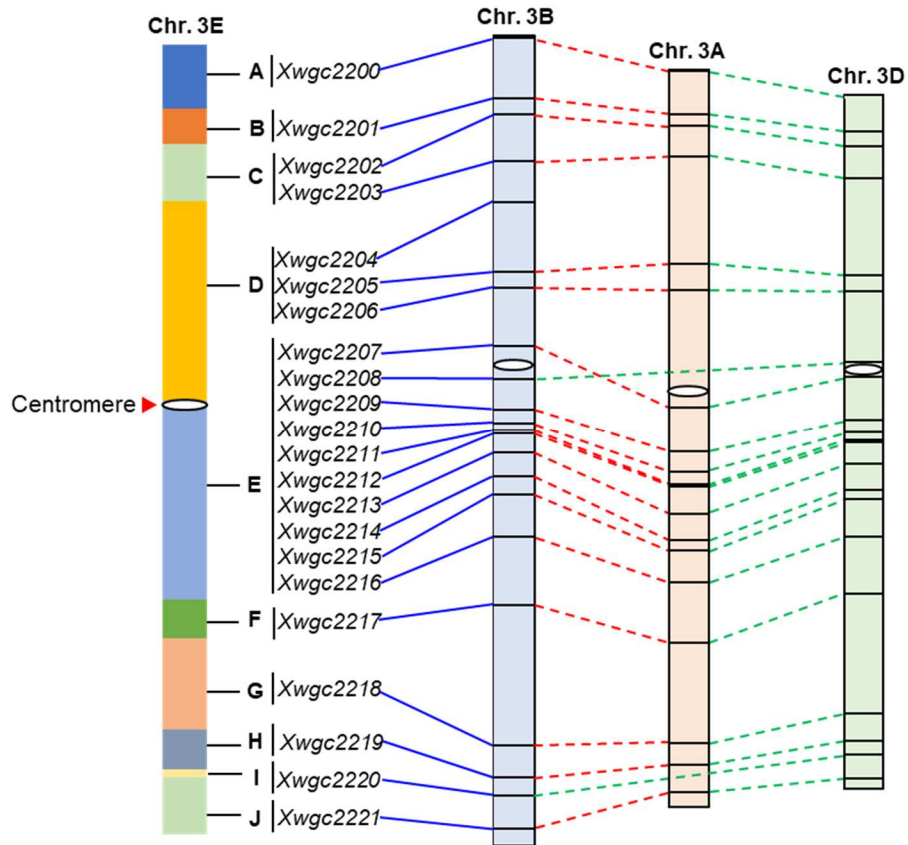 Chr. 3E
Chr. 3B
Chr. 3A
Chr. 3D
A Xwgc2200
B Xwgc2201
C Xwgc2202
Xwgc2203
D Xwgc2204
Xwgc2205
Xwgc2206
Centromere
E Xwgc2207
Xwgc2208
Xwgc2209
Xwgc2210
Xwgc2211
Xwgc2212
Xwgc2213
Xwgc2214
Xwgc2215
Xwgc2216
F Xwgc2217
G Xwgc2218
H Xwgc2219
I Xwgc2220
J Xwgc2221